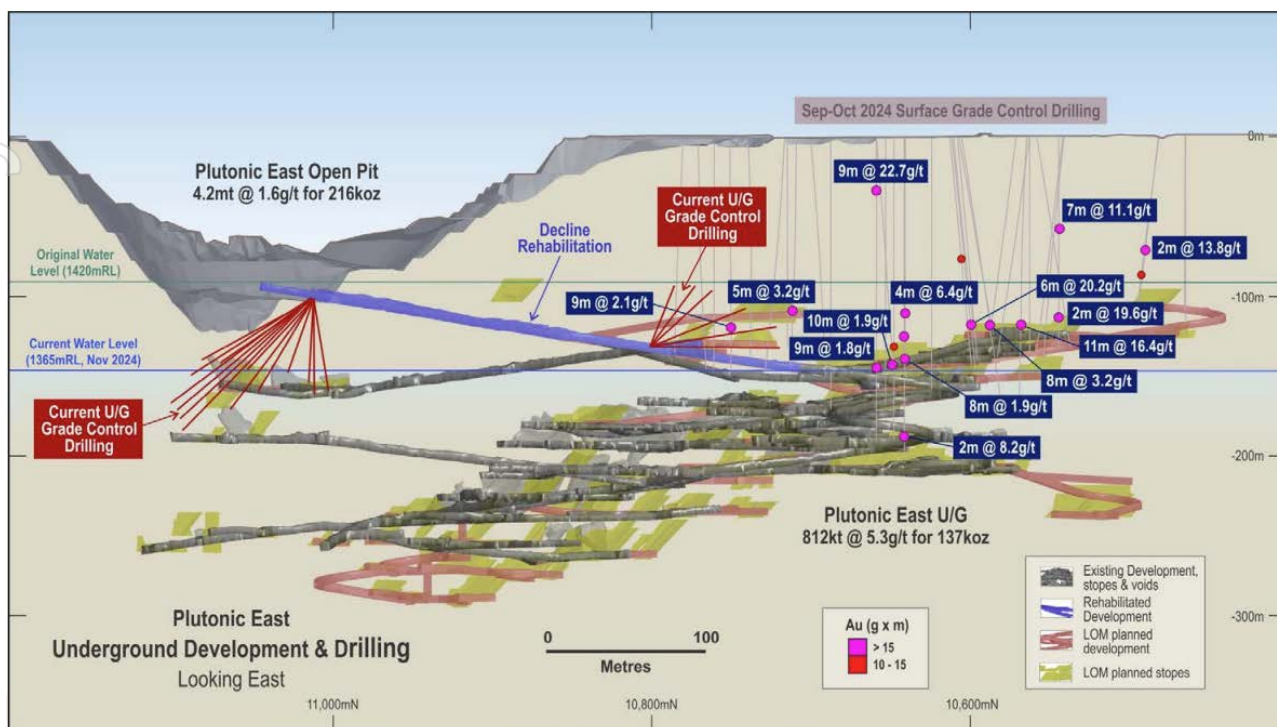 Sep-Oct 2024 Surface Grade Control Drilling
0m
Plutonic East Open Pit
4.2mt @ 1.6g/t for 216koz
9m @ 22.7g/t
Current U/G
Grade Control
Drilling
7m @ 11.1g/t
Decline
Rehabilitation
2m @ 13.8g/t
Original Water
Level (1420mRL)
5m @ 3.2g/t
4m @ 6.4g/t
6m @ 20.2g/t
-100m
9m @ 2.1g/t
10m @ 1.9g/t
2m @ 19.6g/t
9m @ 1.8g/t
11m @ 16.4g/t
Current Water Level
(1365mRL, Nov 2024)
8m @ 3.2g/t
8m @ 1.9g/t
Current U/G
Grade Control
Drilling
2m @ 8.2g/t
-200m
Plutonic East U/G
812kt @ 5.3g/t for 137koz
Existing Development,
stopes & voids
Rehabilitated
Development
LOM planned
development
LOM planned stopes
-300m
Au (g x m)
> 15
10 - 15
Plutonic East
Underground Development & Drilling
Looking East
0
100
Metres
11,000mN
10,800mN
10,600mN